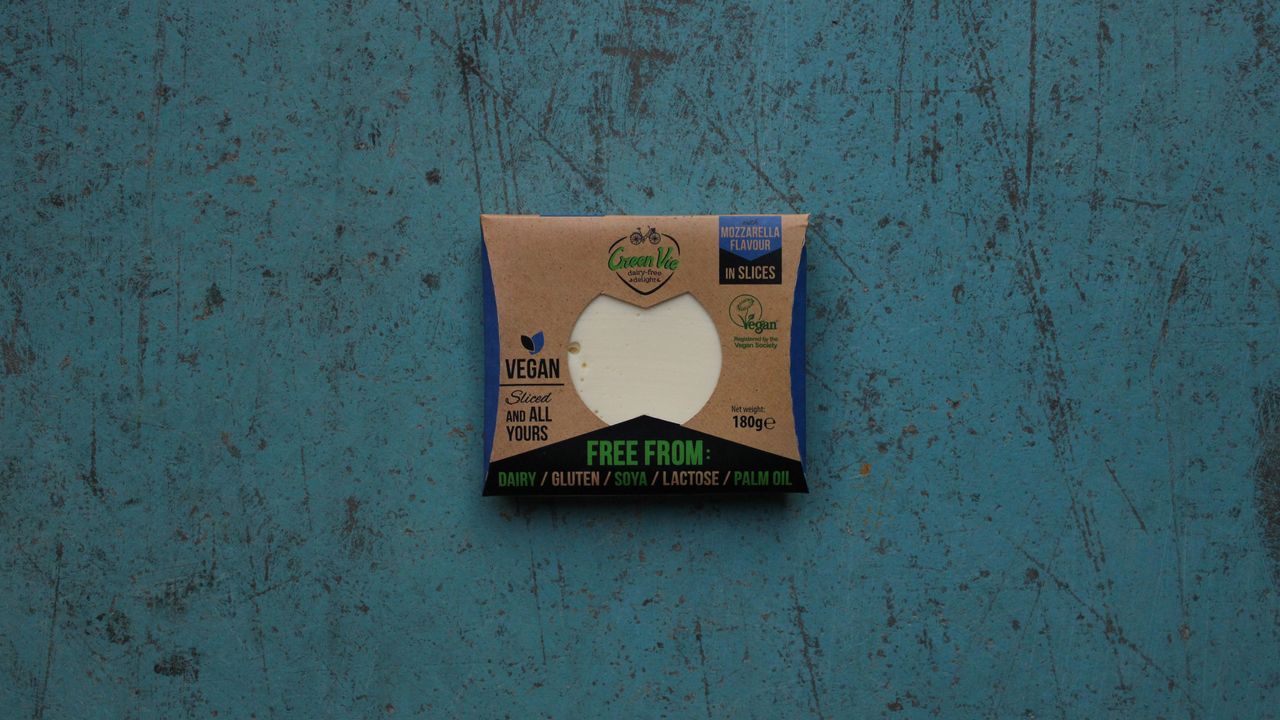 Green Vie
dairy-free
delights
with
MOZZARELLA
FLAVOUR
IN SLICES
Vegan
Registered by the
Vegan Society
VEGAN
Sliced
AND ALL
YOURS
Net weight:
180g℮
FREE FROM:
DAIRY / GLUTEN / SOYA / LACTOSE / PALM OIL